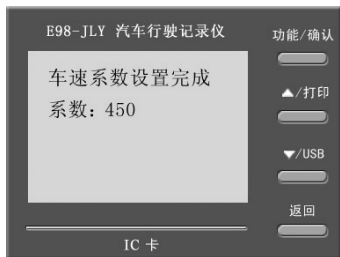 E98-JLY 汽车行驶记录仪
功能/确认
车速系数设置完成
系数: 450
▲/打印
▼/USB
返回
IC 卡